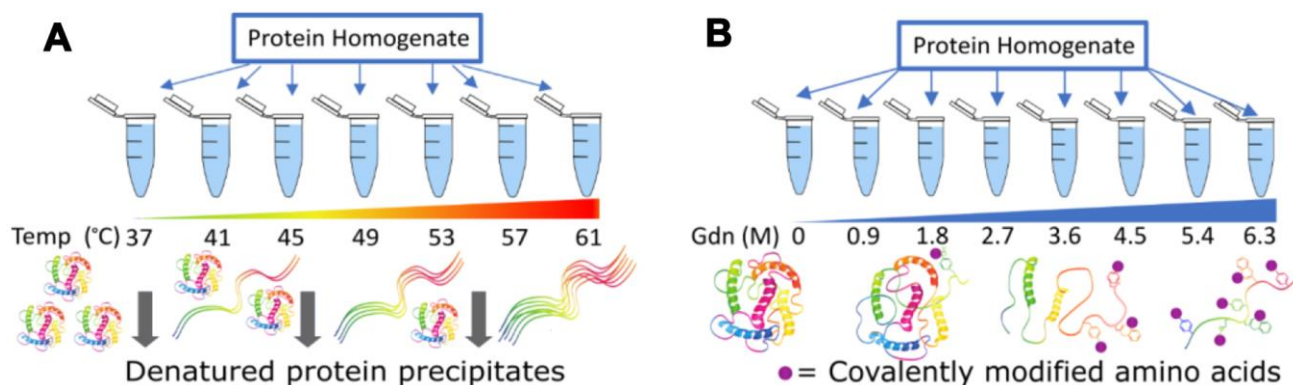 A
Protein Homogenate
Temp (°C) 37 41 45 49 53 57 61
Denatured protein precipitates
B
Protein Homogenate
Gdn (M) 0 0.9 1.8 2.7 3.6 4.5 5.4 6.3
= Covalently modified amino acids